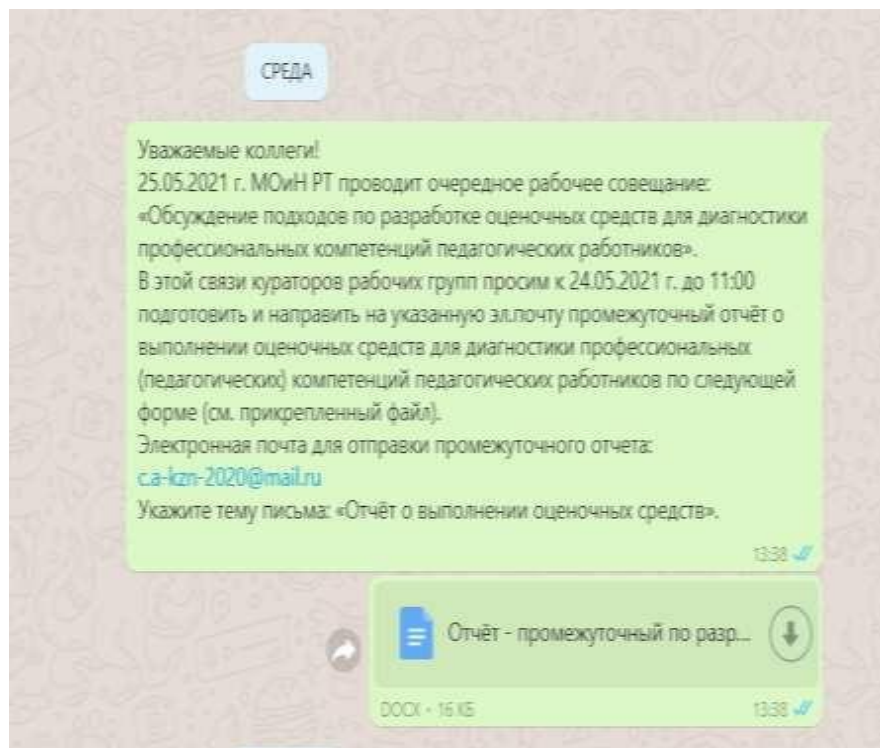 СРЕДА
Уважаемые коллеги!
25.05.2021 г. МОиН РТ проводит очередное рабочее совещание:
«Обсуждение подходов по разработке оценочных средств для диагностики
профессиональных компетенций педагогических работников».
В этой связи кураторов рабочих групп просим к 24.05.2021 г. до 11:00
подготовить и направить на указанную эл.почту промежуточный отчёт о
выполнении оценочных средств для диагностики профессиональных
(педагогических) компетенций педагогических работников по следующей
форме (см. прикрепленный файл).
Электронная почта для отправки промежуточного отчета:
c.a-kzn-2020@mail.ru
Укажите тему письма: «Отчёт о выполнении оценочных средств».
13:38
Отчёт - промежуточный по разр...
DOCX • 16 КБ
13:38